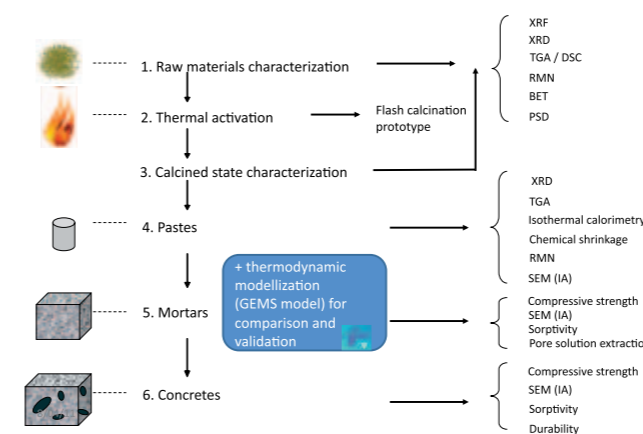 XRF
XRD
TGA / DSC
RMN
BET
PSD
1. Raw materials characterization
2. Thermal activation
Flash calcination
prototype
3. Calcined state characterization
XRD
TGA
Isothermal calorimetry
Chemical shrinkage
RMN
SEM (IA)
4. Pastes
+ thermodynamic
modellization
(GEMS model) for
comparison and
validation
5. Mortars
Compressive strength
SEM (IA)
Sorptivity
Pore solution extractio
6. Concretes
Compressive strength
SEM (IA)
Sorptivity
Durability